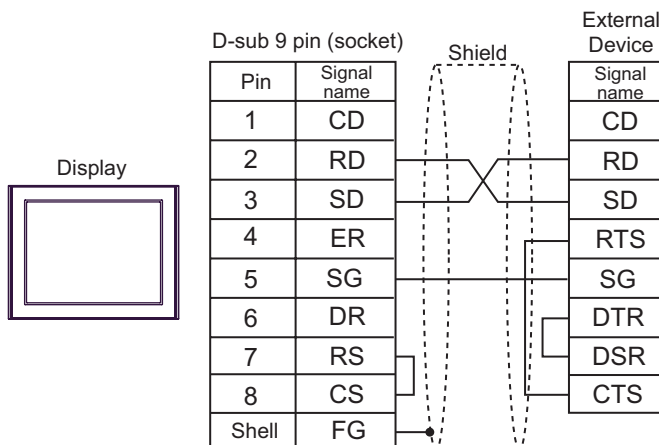 External
Device
D-sub 9 pin (socket)
Shield
Pin
Signal
name
Signal
name
1 CD CD
Display
2 RD RD
3 SD SD
4 ER RTS
5 SG SG
6 DR DTR
7 RS DSR
8 CS CTS
Shell FG